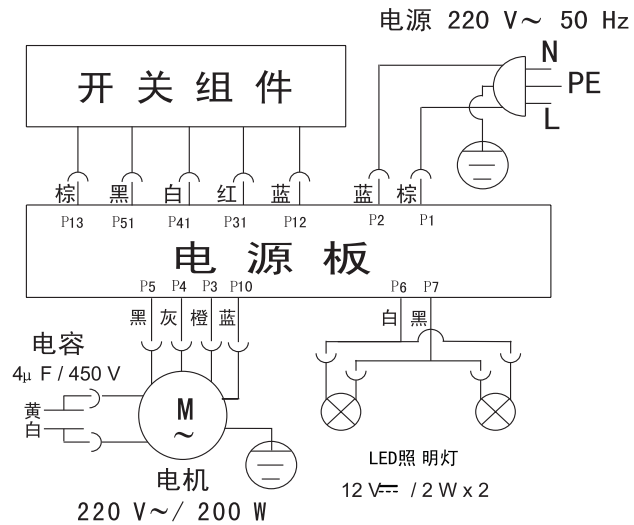 电源 220 V～ 50 Hz
N
PE
L
开关组件
棕 黑 白 红 蓝 蓝 棕
P13 P51 P41 P31 P12 P2 P1
电源板
P5 P4 P3 P10 P6 P7
黑 灰 橙 蓝 白 黑
电容
4μ F / 450 V
黄
白
M
～
电机
220 V～/ 200 W
LED照 明灯
12 V⎓ / 2 W x 2